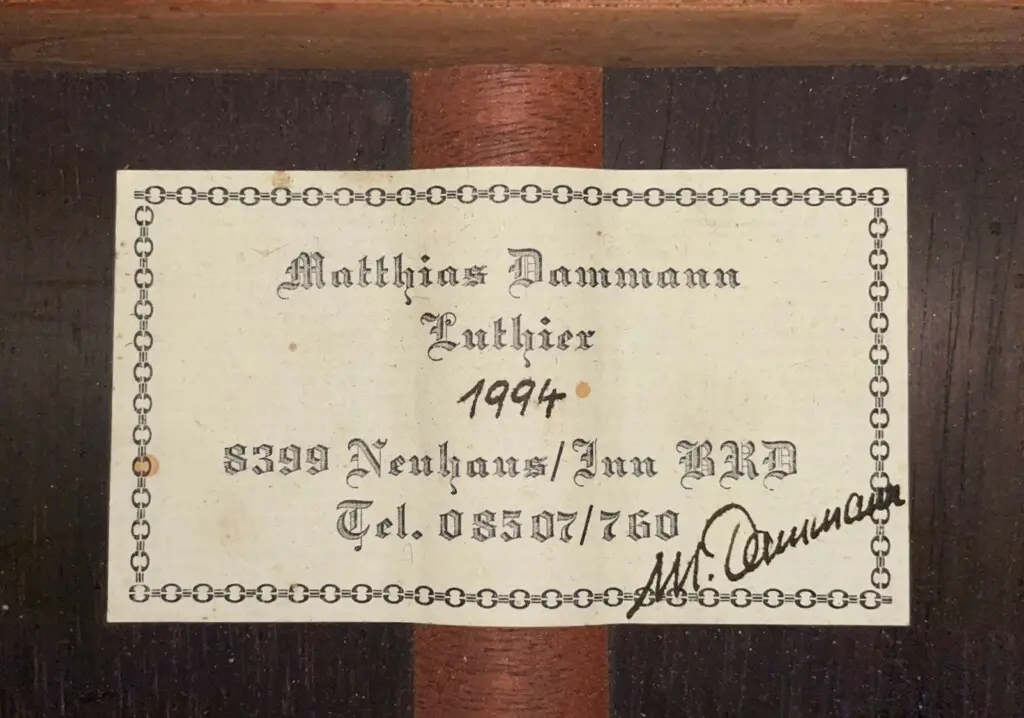 Matthias Dammann
Luthier
1994
8399 Neuhaus/Inn BRD
Tel. 08507/760
M. Dammann